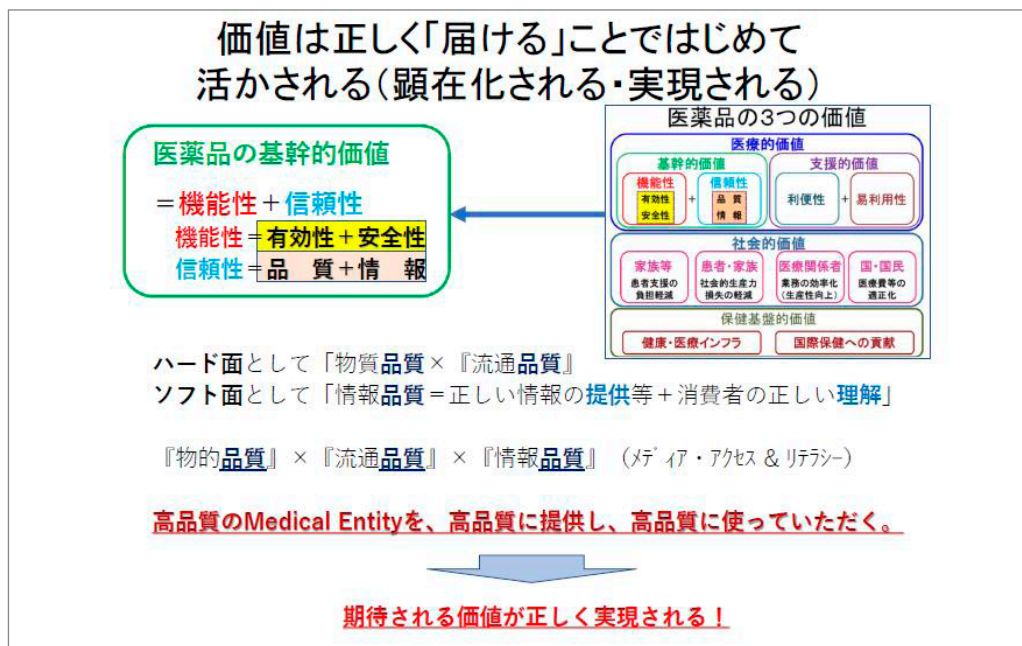 価値は正しく「届ける」ことではじめて
活かされる(顕在化される・実現される)
医薬品の基幹的価値
＝機能性＋信頼性
機能性＝有効性＋安全性
信頼性＝品 質＋情 報
医薬品の3つの価値
医療的価値
基幹的価値
機能性
有効性
安全性
+
信頼性
品 質
情 報
支援的価値
利便性
+
易利用性
社会的価値
家族等
患者支援の
負担軽減
患者・家族
社会的生産力
損失の軽減
医療関係者
業務の効率化
(生産性向上)
国・国民
医療費等の
適正化
保健基盤的価値
健康・医療インフラ
国際保健への貢献
ハード面として「物質品質×『流通品質』
ソフト面として「情報品質＝正しい情報の提供等＋消費者の正しい理解」
『物的品質』×『流通品質』×『情報品質』（ﾒﾃﾞｨｱ・ｱｸｾｽ & ﾘﾃﾗｼｰ）
高品質のMedical Entityを、高品質に提供し、高品質に使っていただく。
期待される価値が正しく実現される！